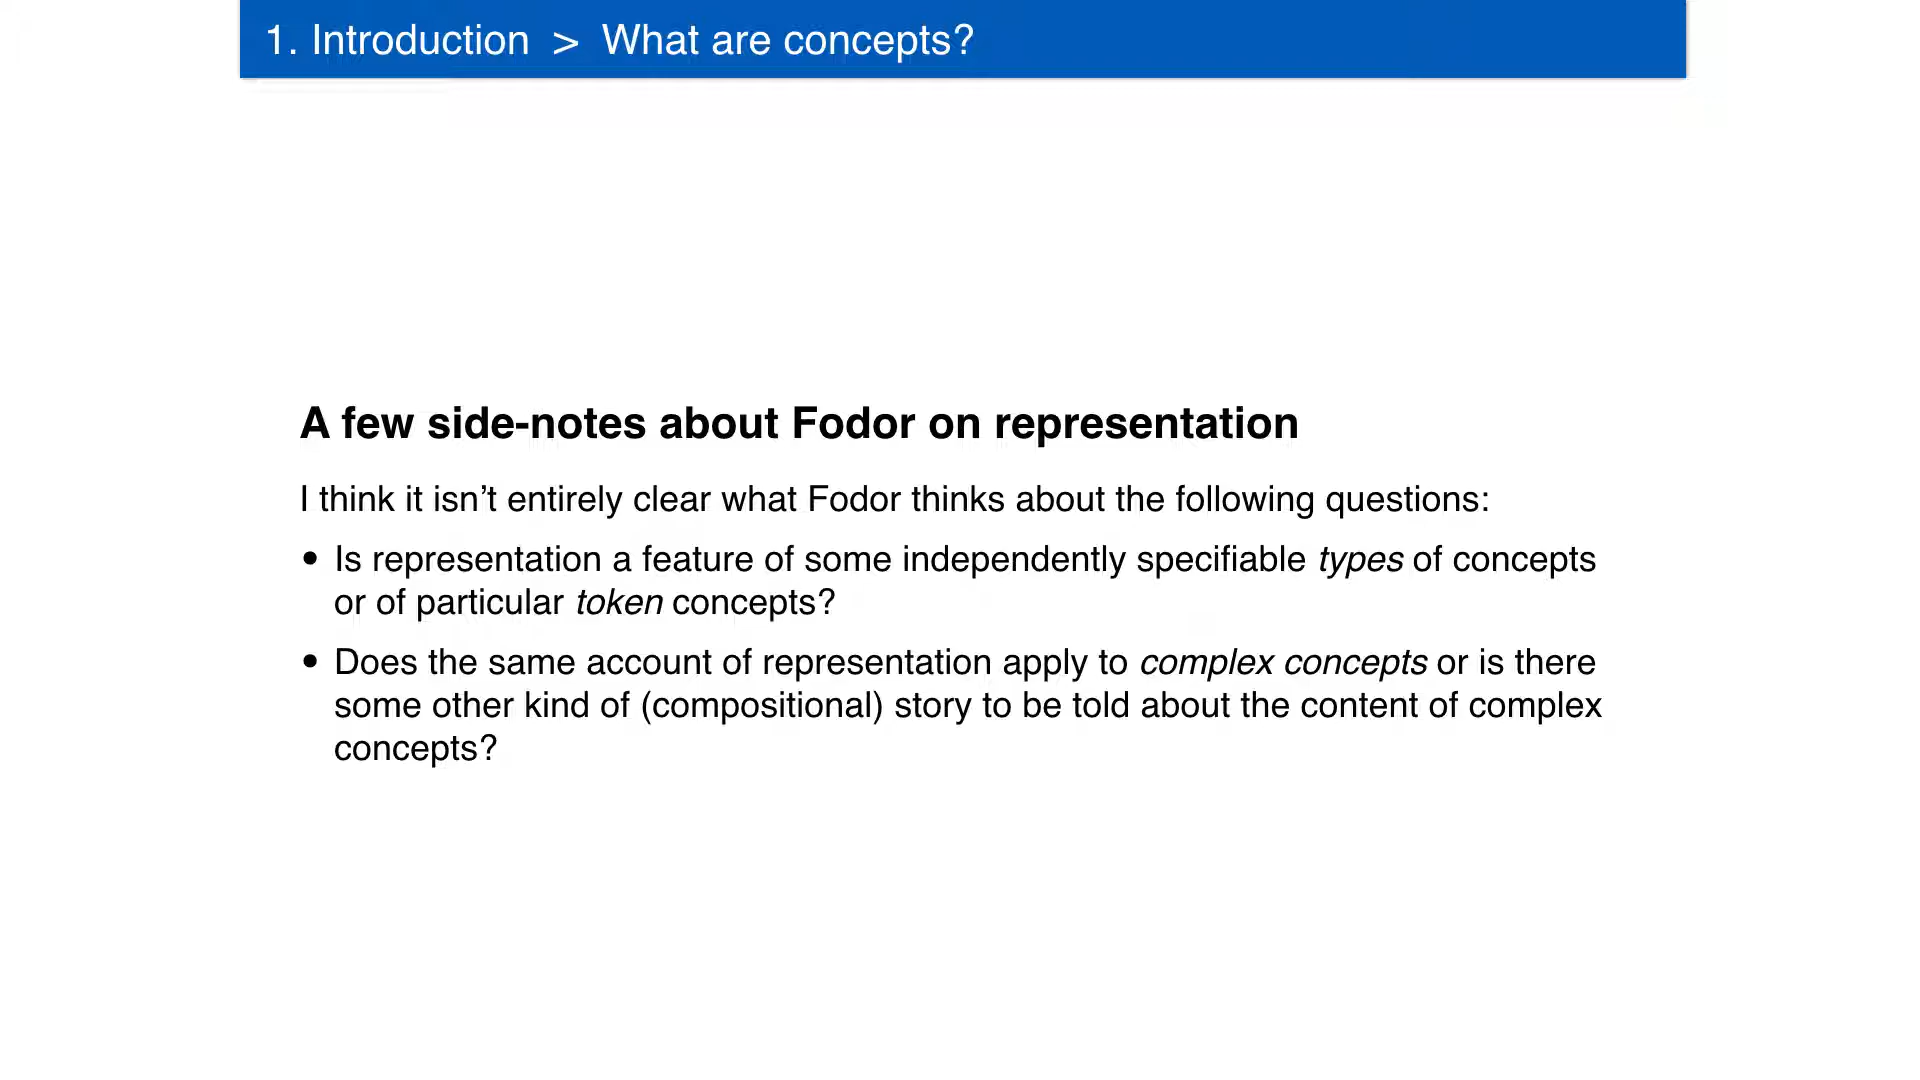 1. Introduction > What are concepts?
A few side-notes about Fodor on representation
I think it isn’t entirely clear what Fodor thinks about the following questions:
• Is representation a feature of some independently specifiable types of concepts
or of particular token concepts?
• Does the same account of representation apply to complex concepts or is there
some other kind of (compositional) story to be told about the content of complex
concepts?